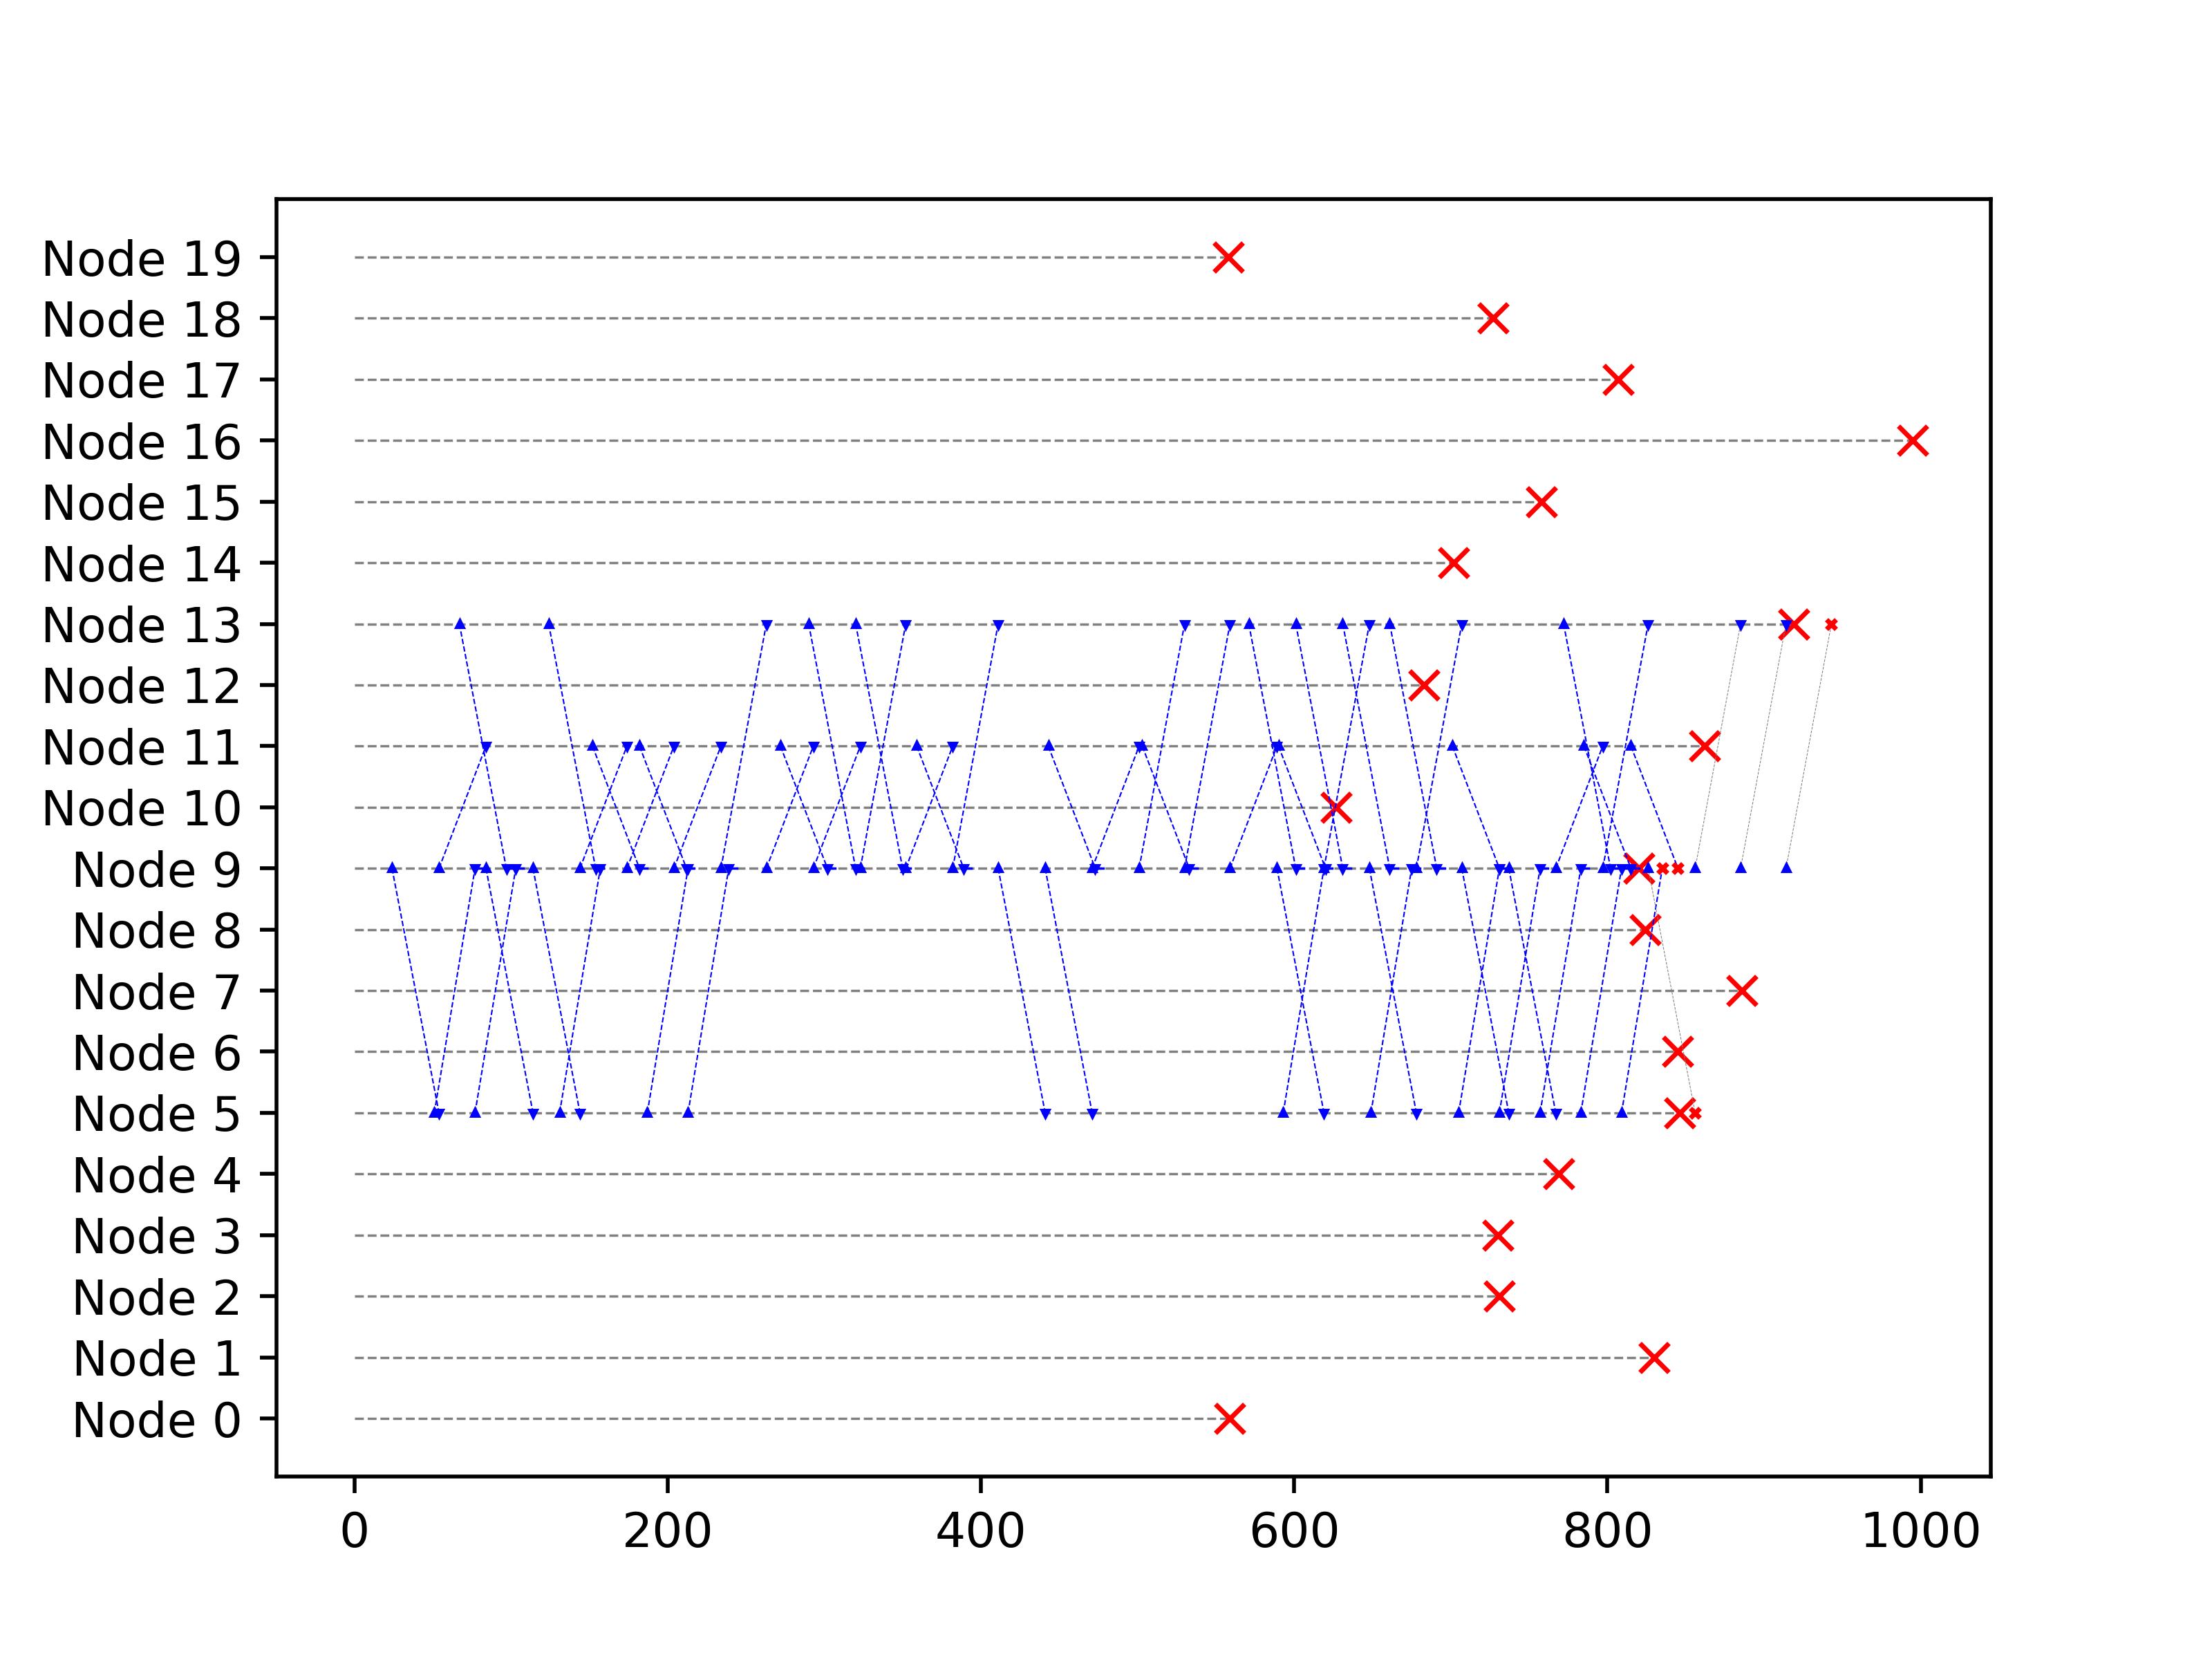 Node 19
Node 18
Node 17
Node 16
Node 15
Node 14
Node 13
Node 12
Node 11
Node 10
Node 9
Node 8
Node 7
Node 6
Node 5
Node 4
Node 3
Node 2
Node 1
Node 0
0 200 400 600 800 1000